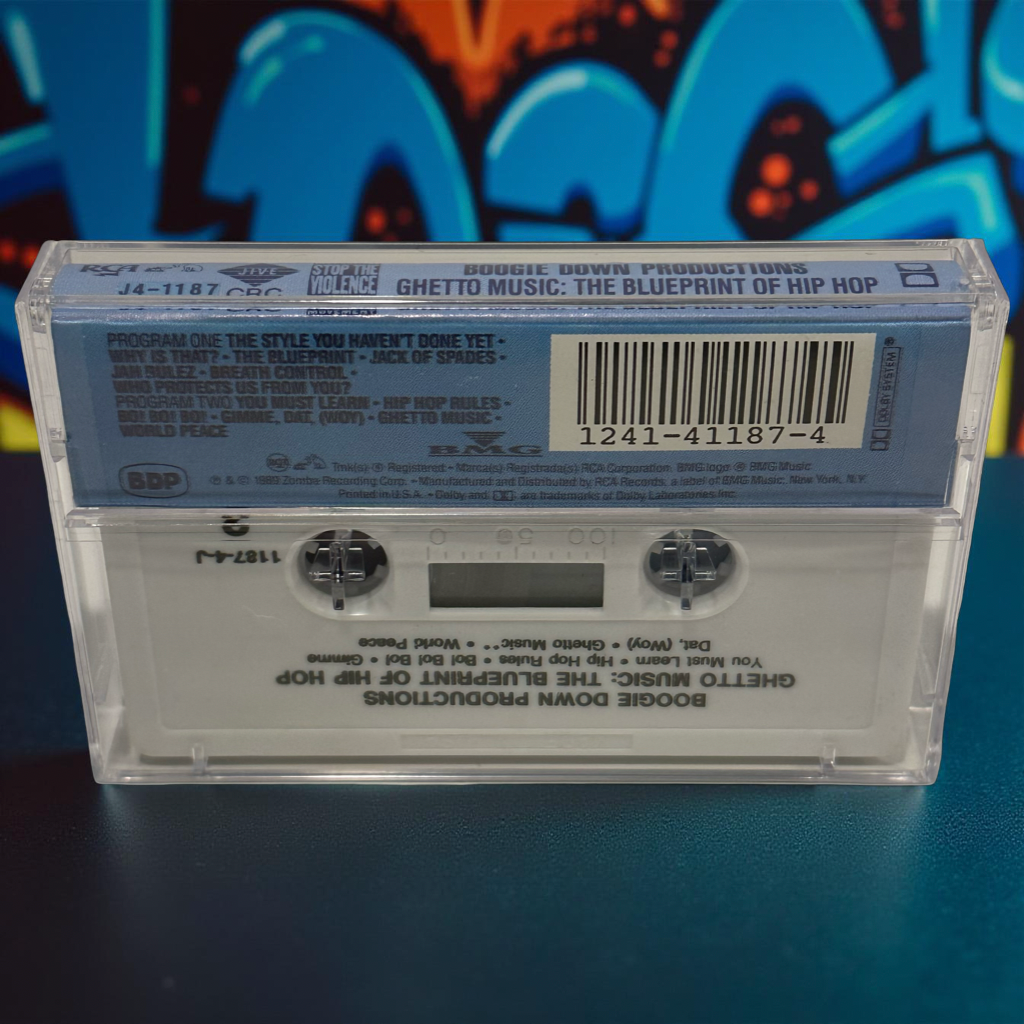 RCA
JIVE
J4-1187 CRC
STOP THE
VIOLENCE
MOVEMENT
BOOGIE DOWN PRODUCTIONS
GHETTO MUSIC: THE BLUEPRINT OF HIP HOP
PROGRAM ONE THE STYLE YOU HAVEN'T DONE YET •
WHY IS THAT? • THE BLUEPRINT • JACK OF SPADES •
JAH RULEZ • BREATH CONTROL •
WHO PROTECTS US FROM YOU?
PROGRAM TWO YOU MUST LEARN • HIP HOP RULES •
BO! BO! BO! • GIMME, DAT, (WOY) • GHETTO MUSIC •
WORLD PEACE
BMG
1241-41187-4
DOLBY SYSTEM®
BDP
Tmk(s) ® Registered • Marca(s) Registrada(s) RCA Corporation. BMG logo ® BMG Music
℗ & © 1989 Zomba Recording Corp. • Manufactured and Distributed by RCA Records, a label of BMG Music, New York, N.Y.
Printed in U.S.A. • Dolby and are trademarks of Dolby Laboratories Inc.
1187-4-J
0 50 100
BOOGIE DOWN PRODUCTIONS
GHETTO MUSIC: THE BLUEPRINT OF HIP HOP
You Must Learn • Hip Hop Rules • Bo! Bo! Bo! • Gimme
Dat, (Woy) • Ghetto Music • World Peace